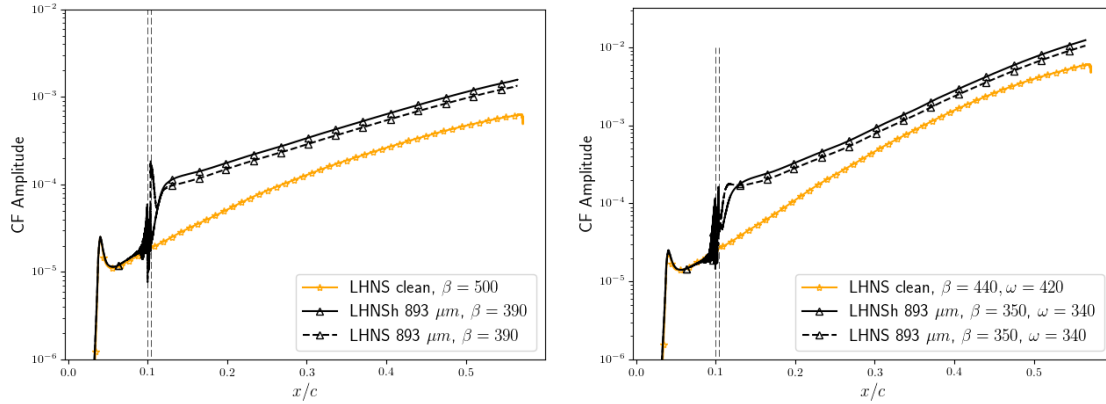 10⁻²
10⁻³
10⁻⁴
10⁻⁵
10⁻⁶
CF Amplitude
0.0 0.1 0.2 0.3 0.4 0.5
x/c
LHNS clean, β = 500
LHNSh 893 μm, β = 390
LHNS 893 μm, β = 390
10⁻²
10⁻³
10⁻⁴
10⁻⁵
10⁻⁶
CF Amplitude
0.0 0.1 0.2 0.3 0.4 0.5
x/c
LHNS clean, β = 440, ω = 420
LHNSh 893 μm, β = 350, ω = 340
LHNS 893 μm, β = 350, ω = 340